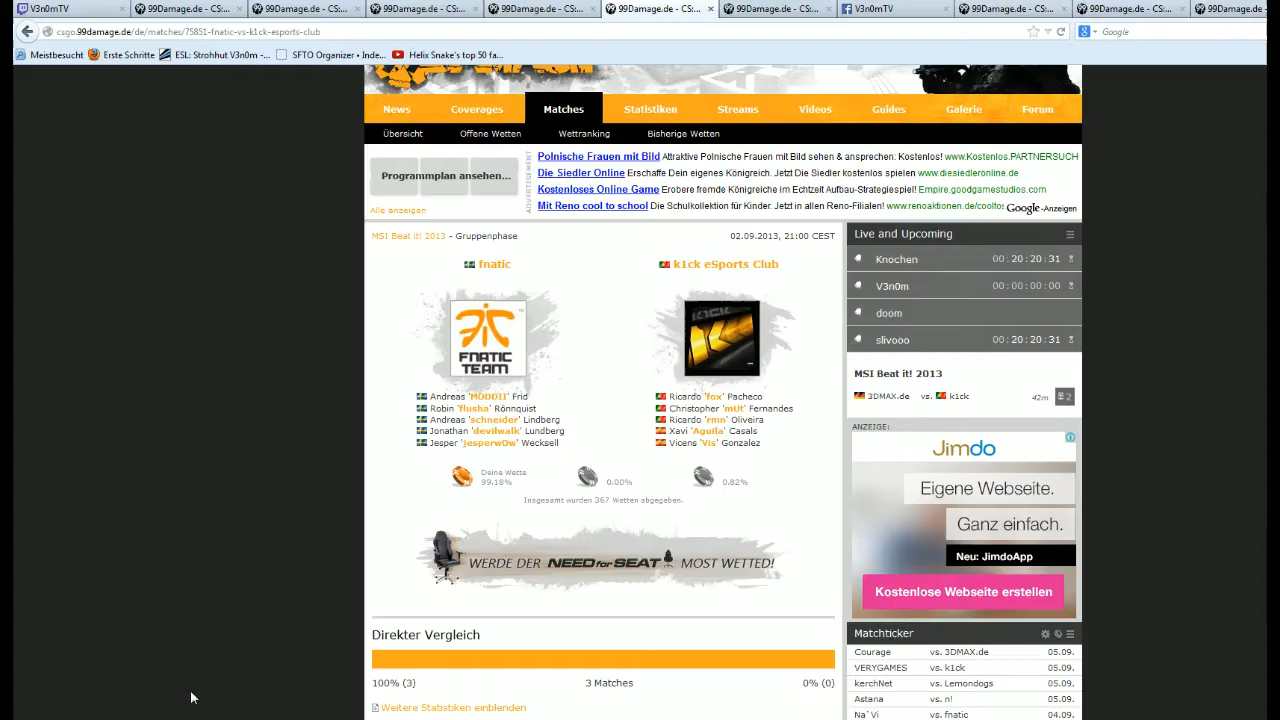 V3n0mTV
99Damage.de - CS:...
99Damage.de - CS:...
99Damage.de - CS:...
99Damage.de - CS:...
99Damage.de - CS:...
99Damage.de - CS:...
V3n0mTV
99Damage.de - CS:...
99Damage.de - CS:...
99Damage.de - CS:
csgo.99damage.de/de/matches/75851-fnatic-vs-k1ck-esports-club
Google
Meistbesucht
Erste Schritte
ESL: Strohhut V3n0m -...
SFTO Organizer • Inde...
Helix Snake's top 50 fa...
News
Coverages
Matches
Statistiken
Streams
Videos
Guides
Galerie
Forum
Übersicht
Offene Wetten
Wettranking
Bisherige Wetten
Programmplan ansehen...
Alle anzeigen
ADVERTISEMENT
Polnische Frauen mit Bild Attraktive Polnische Frauen mit Bild sehen & ansprechen: Kostenlos! www.Kostenlos.PARTNERSUCH
Die Siedler Online Erschaffe Dein eigenes Königreich. Jetzt Die Siedler kostenlos spielen www.diesiedleronline.de
Kostenloses Online Game Erobere fremde Königreiche im Echtzeit Aufbau-Strategiespiel! Empire.goodgamestudios.com
Mit Reno cool to school Die Schulkollektion für Kinder. Jetzt in allen Reno-Filialen! www.renoaktionen.de/coolto:
Google-Anzeigen
MSI Beat it! 2013 - Gruppenphase
02.09.2013, 21:00 CEST
fnatic
k1ck eSports Club
FNATIC
TEAM
KICK
Andreas 'MODDII' Frid
Robin 'flusha' Rönnquist
Andreas 'schneider' Lindberg
Jonathan 'devilwalk' Lundberg
Jesper 'jesperwOw' Wecksell
Ricardo 'fox' Pacheco
Christopher 'mUt' Fernandes
Ricardo 'rmn' Oliveira
Xavi 'Aguila' Casals
Vicens 'Vis' Gonzalez
Deine Wette
99.18%
0.00%
0.82%
Insgesamt wurden 367 Wetten abgegeben.
WERDE DER NEED for SEAT MOST WETTED!
Direkter Vergleich
100% (3)
3 Matches
0% (0)
Weitere Statistiken einblenden
Live and Upcoming
Knochen 00:20:20:31
V3n0m 00:00:00:00
doom
slivooo 00:20:20:31
MSI Beat it! 2013
3DMAX.de vs. k1ck 42m 2
ANZEIGE:
Jimdo
Eigene Webseite.
Ganz einfach.
Neu: JimdoApp
Kostenlose Webseite erstellen
Matchticker
Courage vs. 3DMAX.de 05.09.
VERYGAMES vs. k1ck 05.09.
kerchNet vs. Lemondogs 05.09.
Astana vs. n! 05.09.
Na`Vi vs. fnatic 04.09.